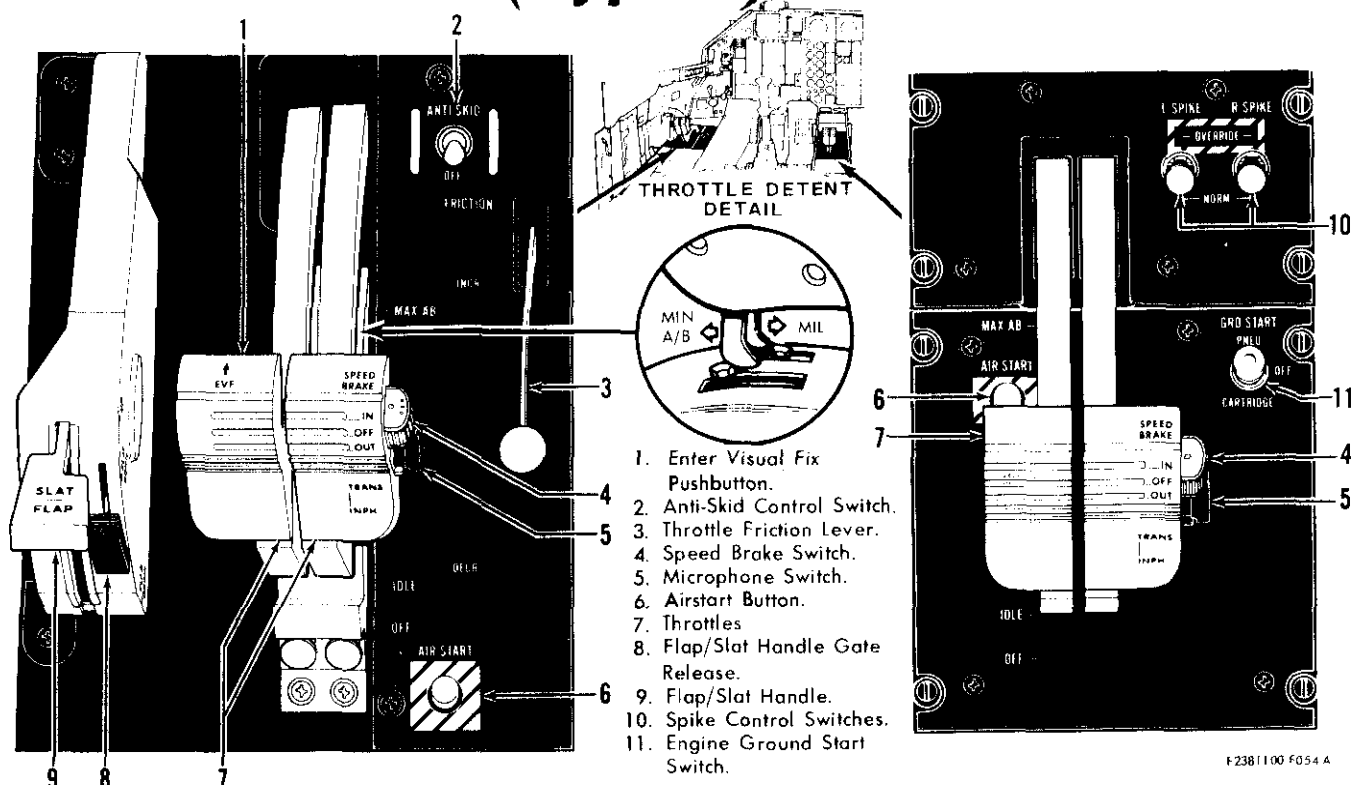 1
2
ANTI SKID
OFF
FRICTION
INCR
MAX AB
EVF
SPEED
BRAKE
IN
OFF
OUT
TRANS
INPH
SLAT
FLAP
3
4
5
DECR
IDLE
OFF
AIR START
6
9
8
7
THROTTLE DETENT
DETAIL
MIN
A/B
MIL
1. Enter Visual Fix
Pushbutton.
2. Anti-Skid Control Switch.
3. Throttle Friction Lever.
4. Speed Brake Switch.
5. Microphone Switch.
6. Airstart Button.
7. Throttles
8. Flap/Slat Handle Gate
Release.
9. Flap/Slat Handle.
10. Spike Control Switches.
11. Engine Ground Start
Switch.
L SPIKE R SPIKE
OVERRIDE
NORM
10
MAX AB
GRD START
PNEU
OFF
CARTRIDGE
11
AIR START
6
7
SPEED
BRAKE
IN
OFF
OUT
TRANS
INPH
4
5
IDLE
OFF
F2381100-F054 A